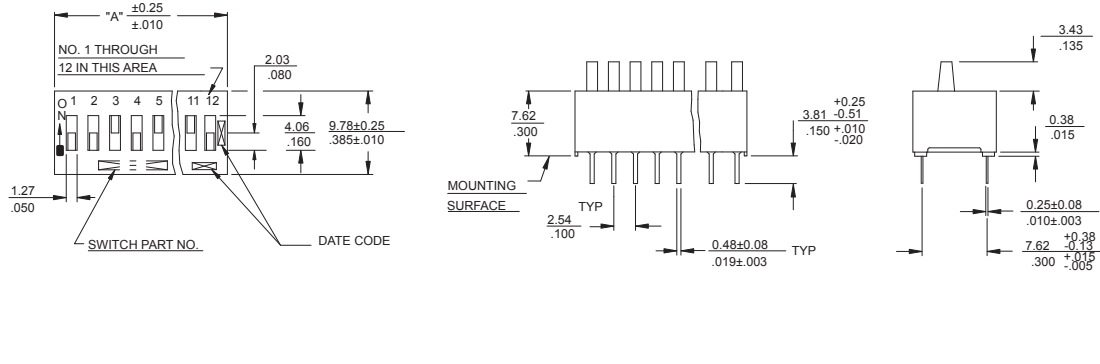 "A" ±0.25
±.010
NO. 1 THROUGH
12 IN THIS AREA
2.03
.080
O
N
1 2 3 4 5 11 12
4.06
.160
9.78±0.25
.385±.010
1.27
.050
SWITCH PART NO.
DATE CODE
7.62
.300
3.81 +0.25
-0.51
.150 +.010
-.020
MOUNTING
SURFACE
TYP
2.54
.100
0.48±0.08
.019±.003
TYP
3.43
.135
0.38
.015
0.25±0.08
.010±.003
7.62 +0.38
-0.13
.300 +.015
-.005